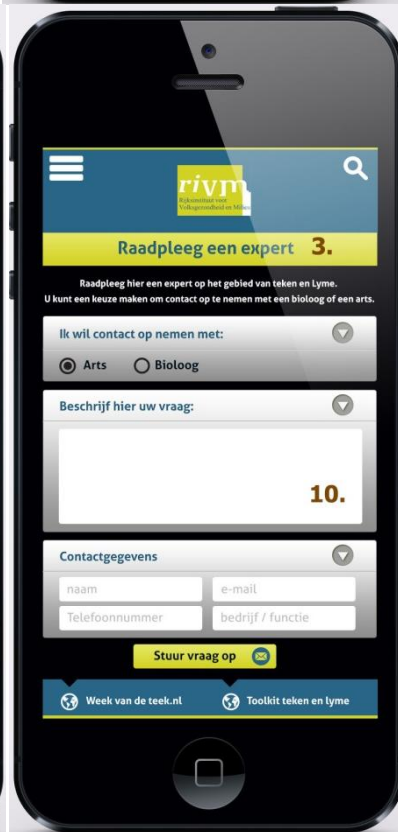 rivm
Rijksinstituut voor
Volksgezondheid en Milieu
Raadpleeg een expert 3.
Raadpleeg hier een expert op het gebied van teken en Lyme.
U kunt een keuze maken om contact op te nemen met een bioloog of een arts.
Ik wil contact op nemen met:
Arts Bioloog
Beschrijf hier uw vraag:
10.
Contactgegevens
naam e-mail
Telefoonnummer bedrijf / functie
Stuur vraag op
Week van de teek.nl Toolkit teken en lyme